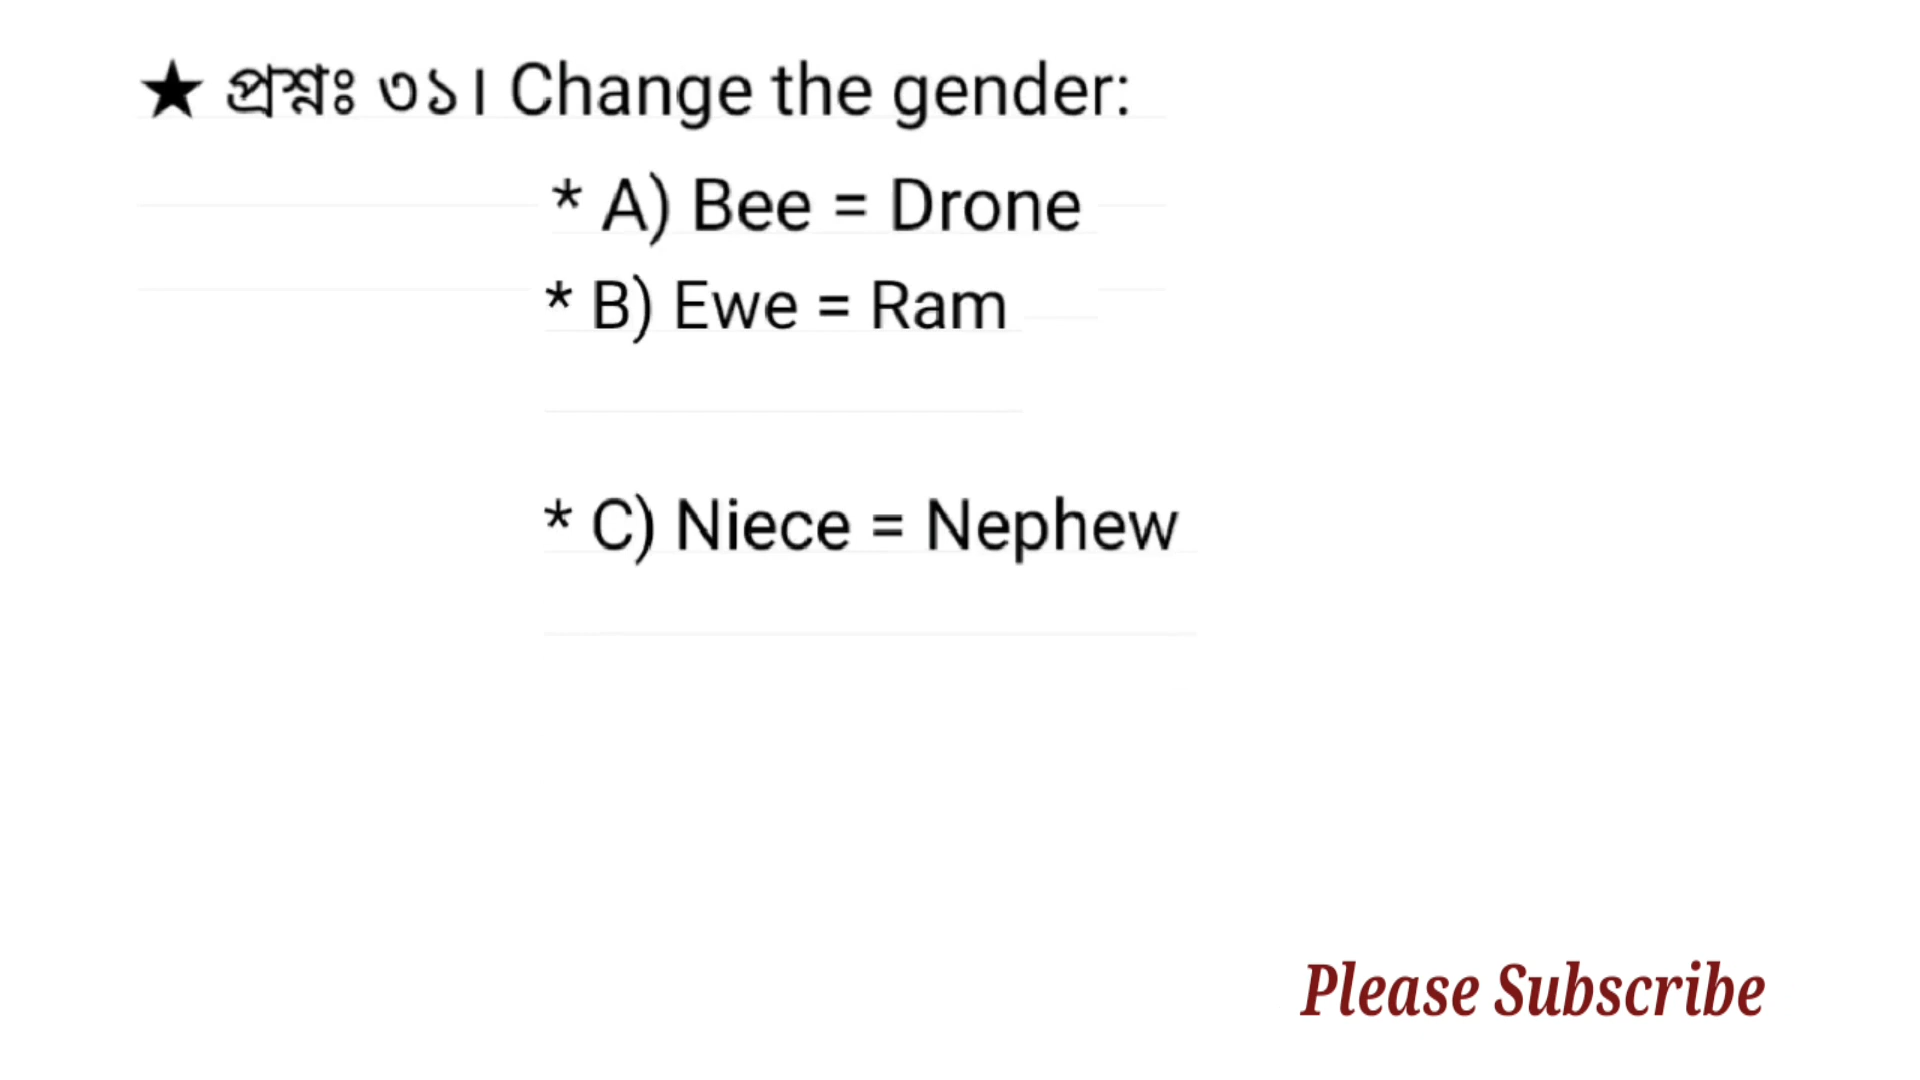 ★ প্রশ্নঃ ৩১। Change the gender:
* A) Bee = Drone
* B) Ewe = Ram
* C) Niece = Nephew
Please Subscribe